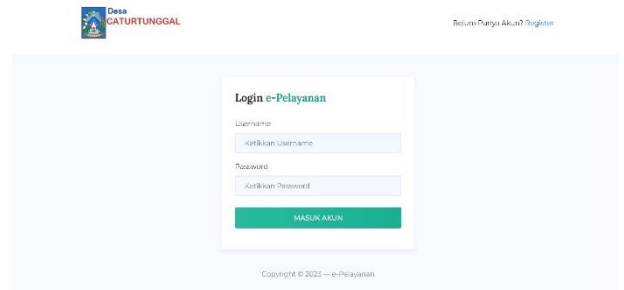 Desa
CATURTUNGGAL
Belum Punya Akun? Register
Login e-Pelayanan
Username
Ketikkan Username
Password
Ketikkan Password
MASUK AKUN
Copyright © 2023 — e-Pelayanan